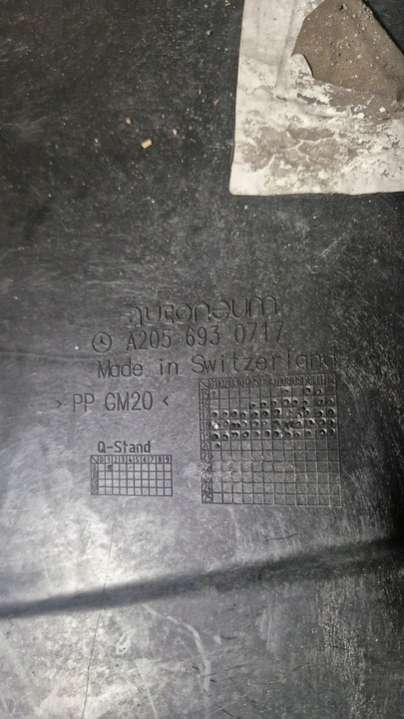 autoneum
A205 693 0717
Made in Switzerland
> PP GM20 <
Q-Stand